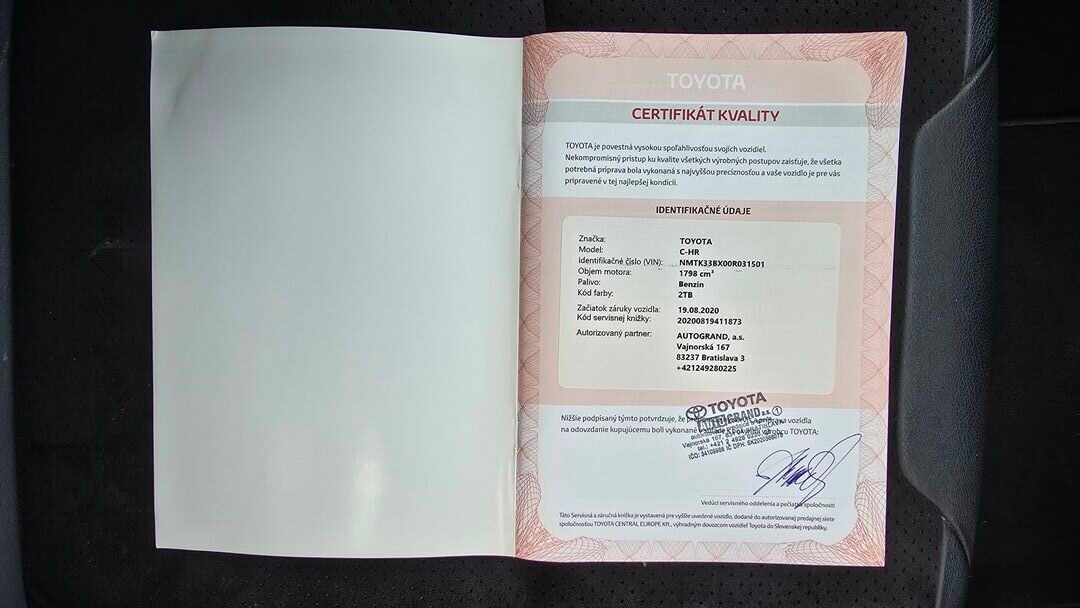 TOYOTA
CERTIFIKÁT KVALITY
TOYOTA je povestná vysokou spoľahlivosťou svojich vozidiel.
Nekompromisný prístup ku kvalite všetkých výrobných postupov zaisťuje, že všetka
potrebná príprava bola vykonaná s najvyššou precíznosťou a vaše vozidlo je pre vás
pripravené v tej najlepšej kondícii.
IDENTIFIKAČNÉ ÚDAJE
Značka: TOYOTA
Model: C-HR
Identifikačné číslo (VIN): NMTK33BX00R031501
Objem motora: 1798 cm³
Palivo: Benzín
Kód farby: 2TB
Začiatok záruky vozidla: 19.08.2020
Kód servisnej knižky: 20200819411873
Autorizovaný partner: AUTOGRAND, a.s.
Vajnorská 167
83237 Bratislava 3
+421249280225
Nižšie podpísaný týmto potvrdzuje, že vozidla
na odovzdanie kupujúcemu boli vykonané TOYOTA:
TOYOTA
AUTOGRAND a.s. 1
Vajnorská 167,
IČO: IČ DPH:
Vedúci servisného oddelenia a pečiatka spoločnosti
Táto Servisná a záručná knižka je vystavená pre vyššie uvedené vozidlo, dodané do autorizovanej predajnej siete
spoločnosťou TOYOTA CENTRAL EUROPE Kft., výhradným dovozcom vozidiel Toyota do Slovenskej republiky.